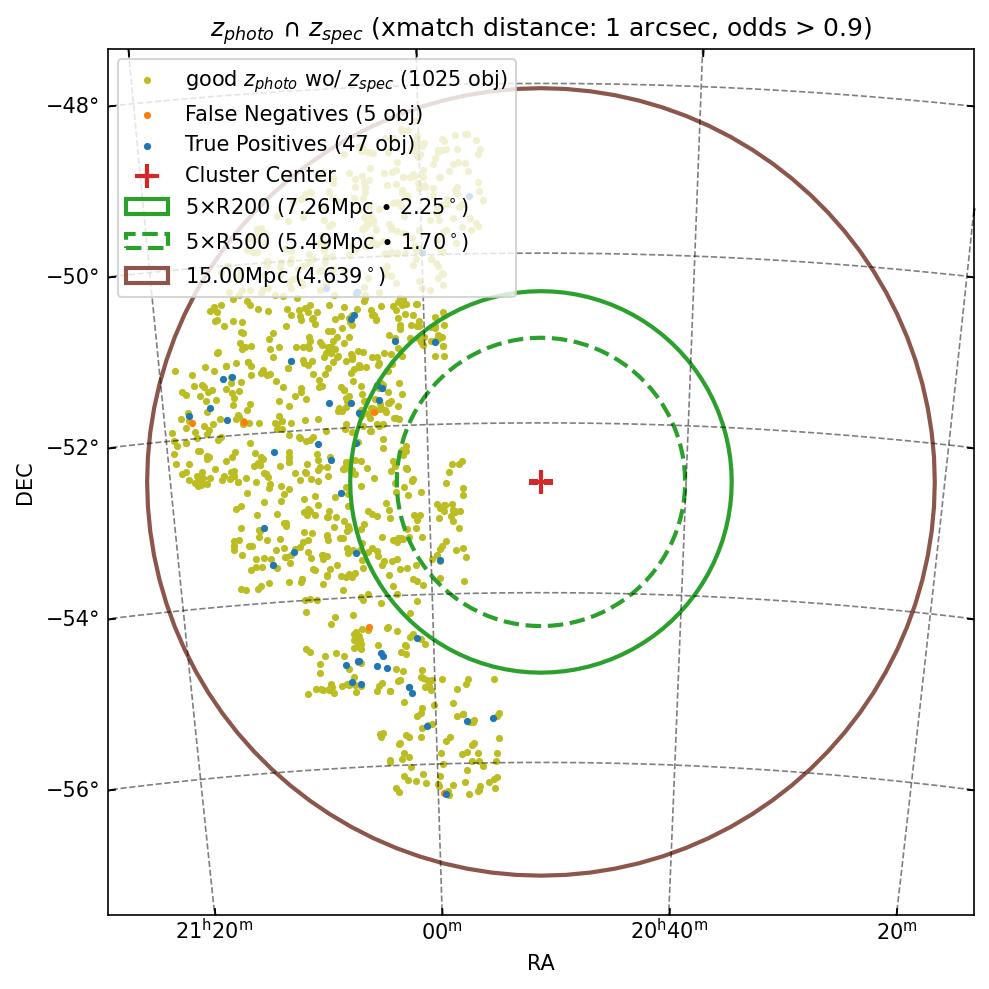 z_photo ∩ z_spec (xmatch distance: 1 arcsec, odds > 0.9)
good z_photo wo/ z_spec (1025 obj)
False Negatives (5 obj)
True Positives (47 obj)
Cluster Center
5×R200 (7.26Mpc • 2.25°)
5×R500 (5.49Mpc • 1.70°)
15.00Mpc (4.639°)
−48°
−50°
−52°
−54°
−56°
DEC
21h20m 00m 20h40m 20m
RA